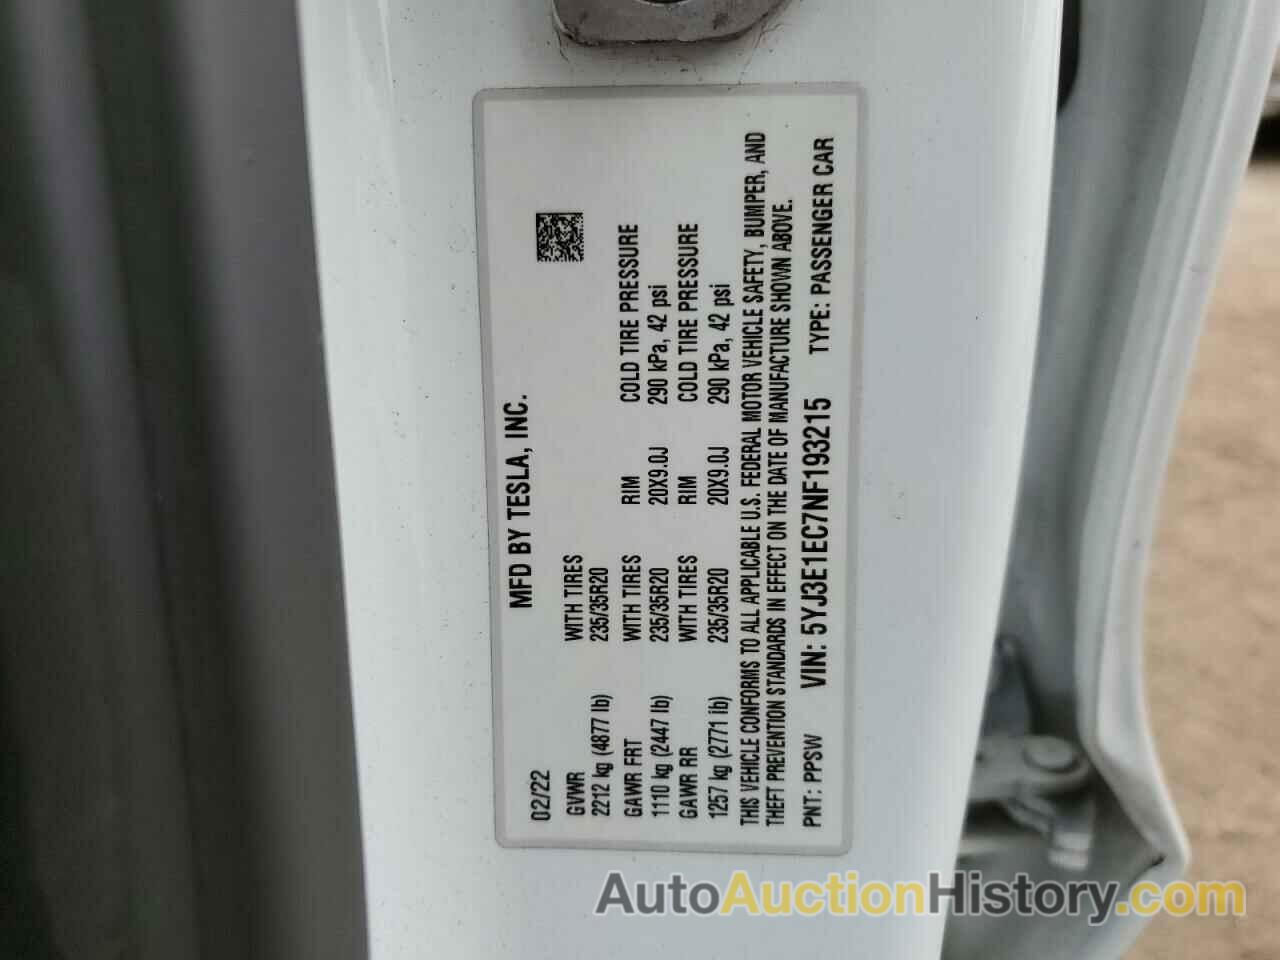 MFD BY TESLA, INC.
02/22
GVWR WITH TIRES
2212 kg (4877 lb) 235/35R20
GAWR FRT WITH TIRES RIM COLD TIRE PRESSURE
1110 kg (2447 lb) 235/35R20 20X9.0J 290 kPa, 42 psi
GAWR RR WITH TIRES RIM COLD TIRE PRESSURE
1257 kg (2771 lb) 235/35R20 20X9.0J 290 kPa, 42 psi
THIS VEHICLE CONFORMS TO ALL APPLICABLE U.S. FEDERAL MOTOR VEHICLE SAFETY, BUMPER, AND
THEFT PREVENTION STANDARDS IN EFFECT ON THE DATE OF MANUFACTURE SHOWN ABOVE.
PNT: PPSW VIN: 5YJ3E1EC7NF193215 TYPE: PASSENGER CAR
AutoAuctionHistory.com